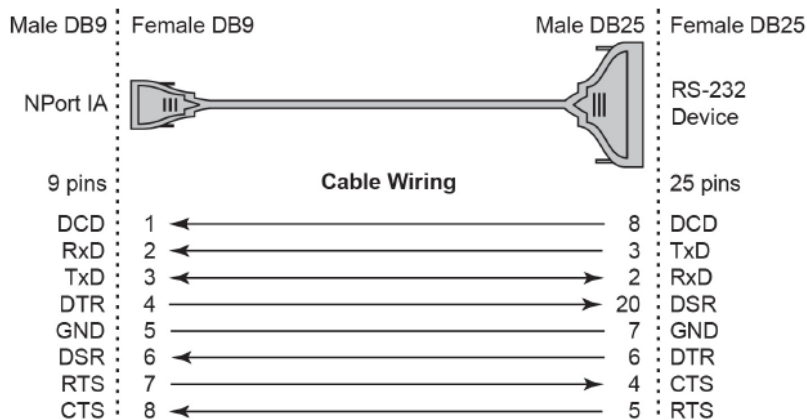 Male DB9 Female DB9 Male DB25 Female DB25
NPort IA RS-232
Device
9 pins Cable Wiring 25 pins
DCD 1 8 DCD
RxD 2 3 TxD
TxD 3 2 RxD
DTR 4 20 DSR
GND 5 7 GND
DSR 6 6 DTR
RTS 7 4 CTS
CTS 8 5 RTS